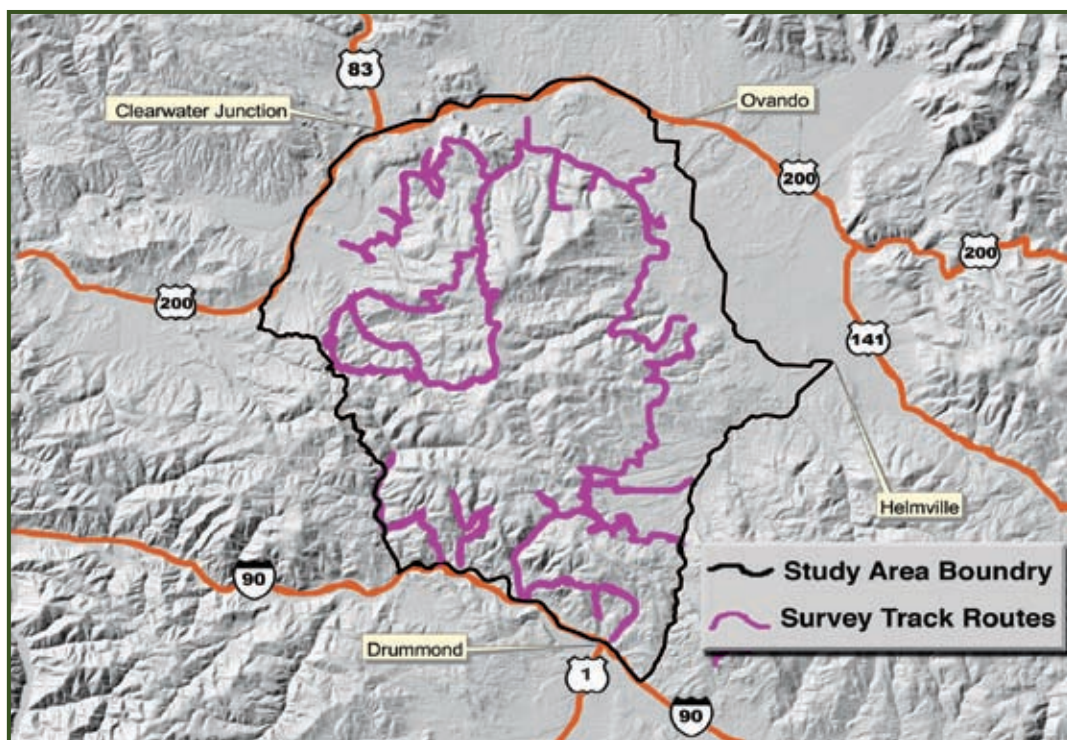 83
Clearwater Junction
Ovando
200
200
200
141
Helmville
90
Study Area Boundry
Survey Track Routes
Drummond
1
90